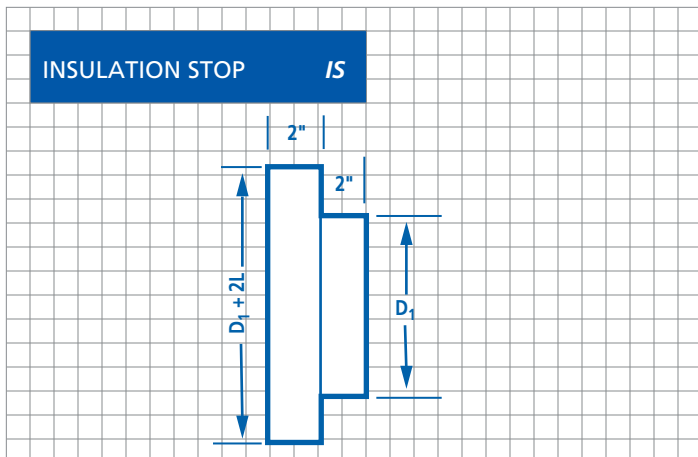 INSULATION STOP IS
2"
2"
D₁ + 2L
D₁